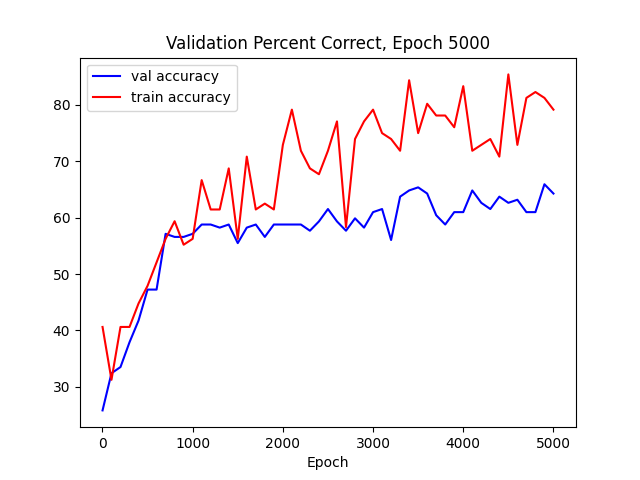 Validation Percent Correct, Epoch 5000
val accuracy
train accuracy
80
70
60
50
40
30
0 1000 2000 3000 4000 5000
Epoch